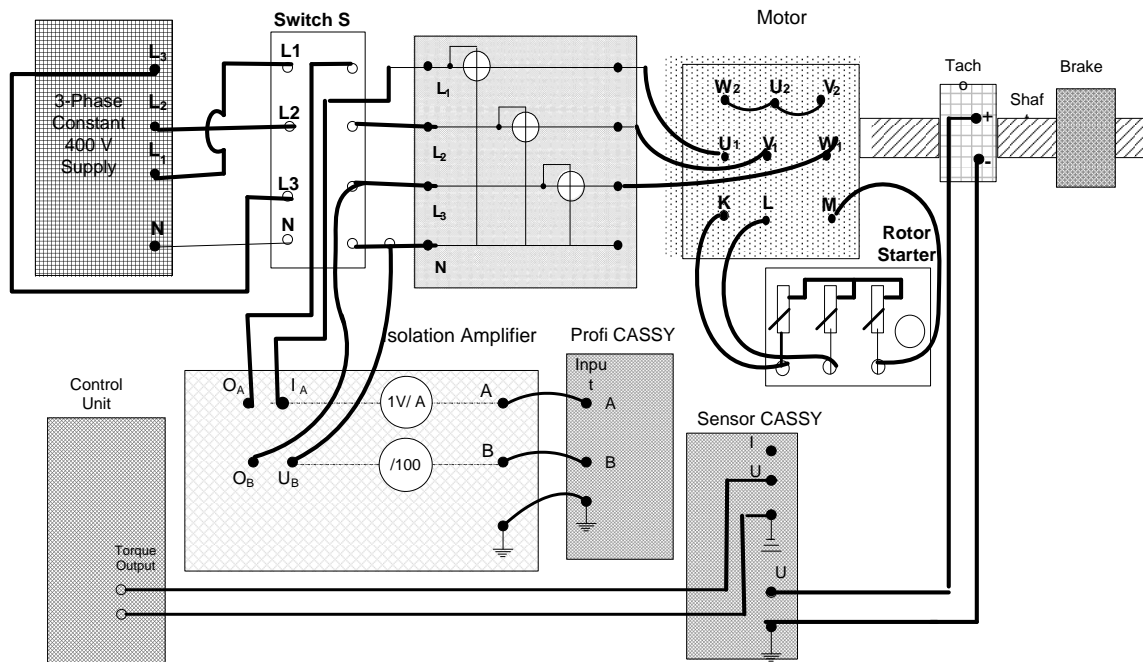 Switch S
Motor
L3
3-Phase
L2
Constant
400 V
L1
Supply
N
L1
L2
L3
N
L1
L2
L3
N
W2 U2 V2
U1 V1 W1
K L M
Tach
o
+
-
Shaf
Brake
Rotor
Starter
solation Amplifier
OA IA
1V/ A
A
OB UB
/100
B
Profi CASSY
Inpu
t
A
B
Control
Unit
Torque
Output
Sensor CASSY
I
U
U